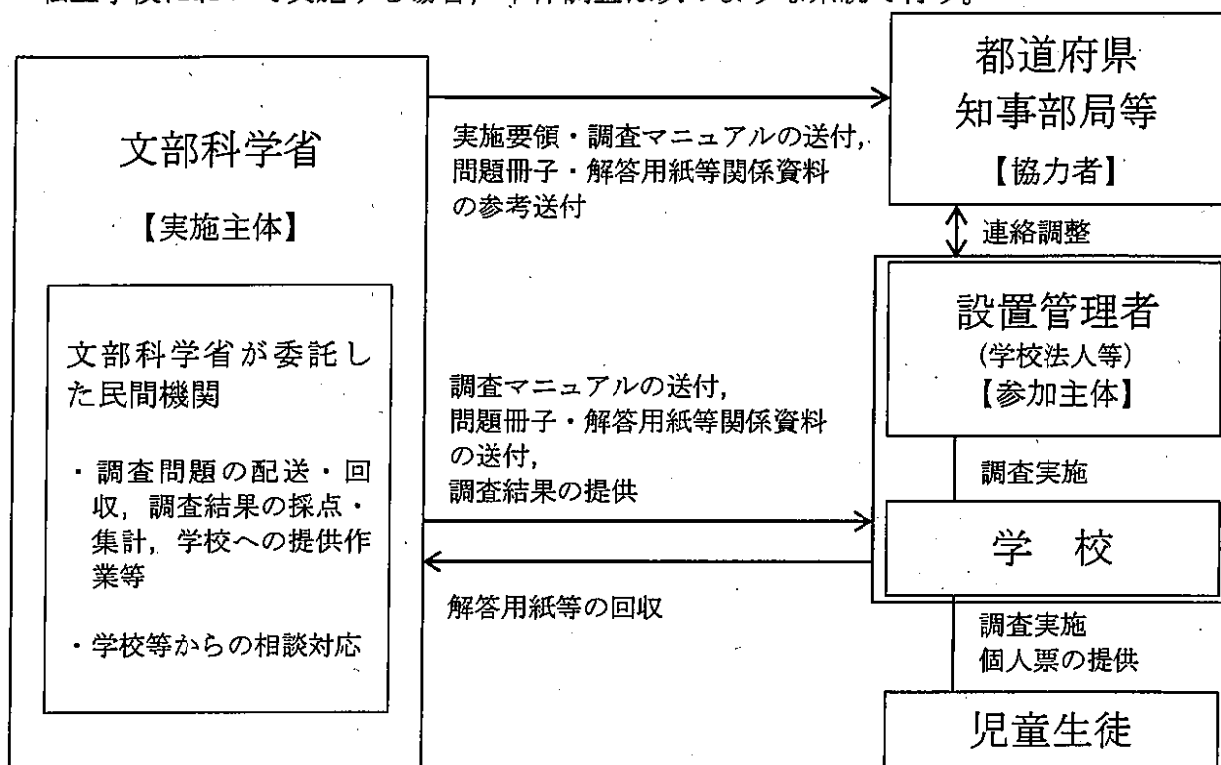 文部科学省
【実施主体】
文部科学省が委託し
た民間機関
・調査問題の配送・回
収,調査結果の採点・
集計,学校への提供作
業等
・学校等からの相談対応
実施要領・調査マニュアルの送付,
問題冊子・解答用紙等関係資料
の参考送付
調査マニュアルの送付,
問題冊子・解答用紙等関係資料
の送付,
調査結果の提供
解答用紙等の回収
都道府県
知事部局等
【協力者】
連絡調整
設置管理者
(学校法人等)
【参加主体】
調査実施
学 校
調査実施
個人票の提供
児童生徒